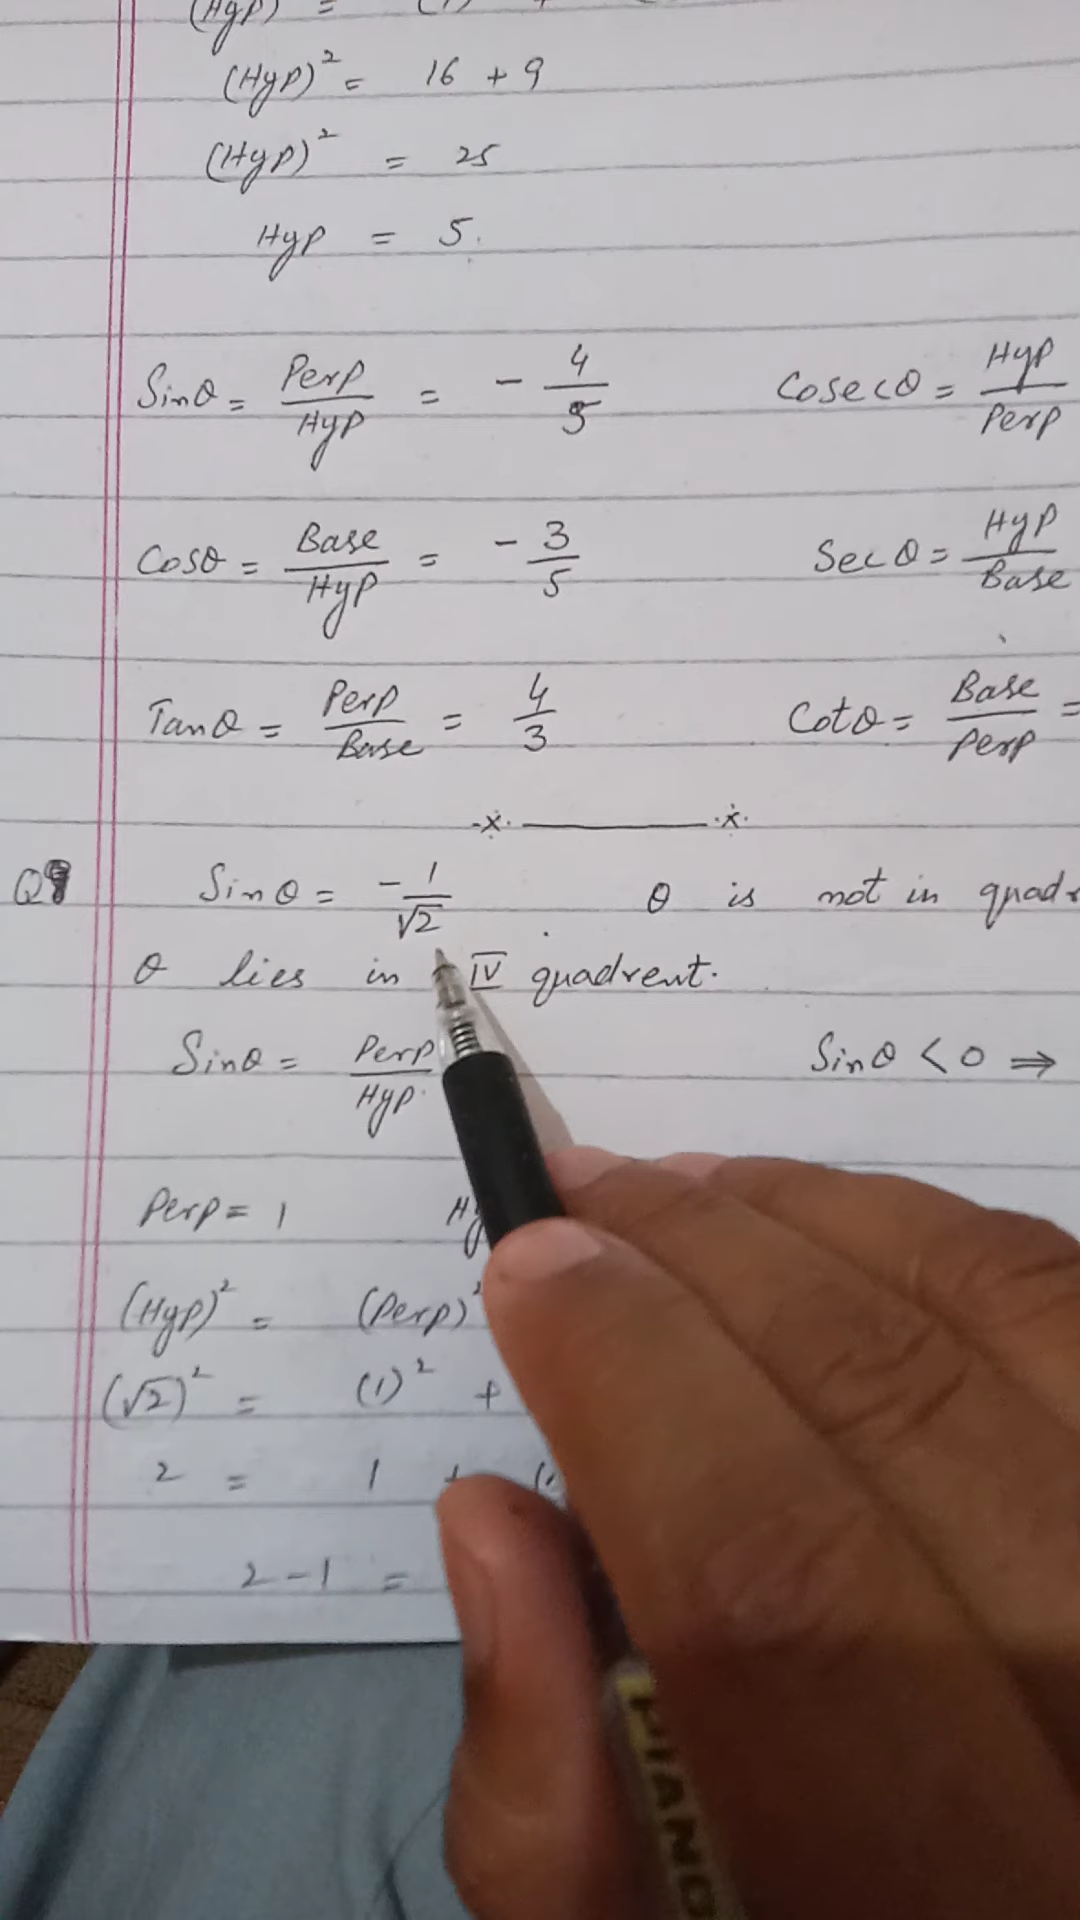 (Hyp)² = 16 + 9
(Hyp)² = 25
Hyp = 5.
Sinθ = Perp/Hyp = - 4/5 Cosecθ = Hyp/Perp
Cosθ = Base/Hyp = - 3/5 Secθ = Hyp/Base
Tanθ = Perp/Base = 4/3 Cotθ = Base/Perp =
Sinθ = - 1/√2 θ is not in
θ lies in IV quadrent.
Sinθ = Perp/Hyp. Sinθ < 0 ⇒
Perp = 1
(Hyp)² = (Perp)²
(√2)² = (1)² +
2 = 1 +
2 - 1 =
PIANO